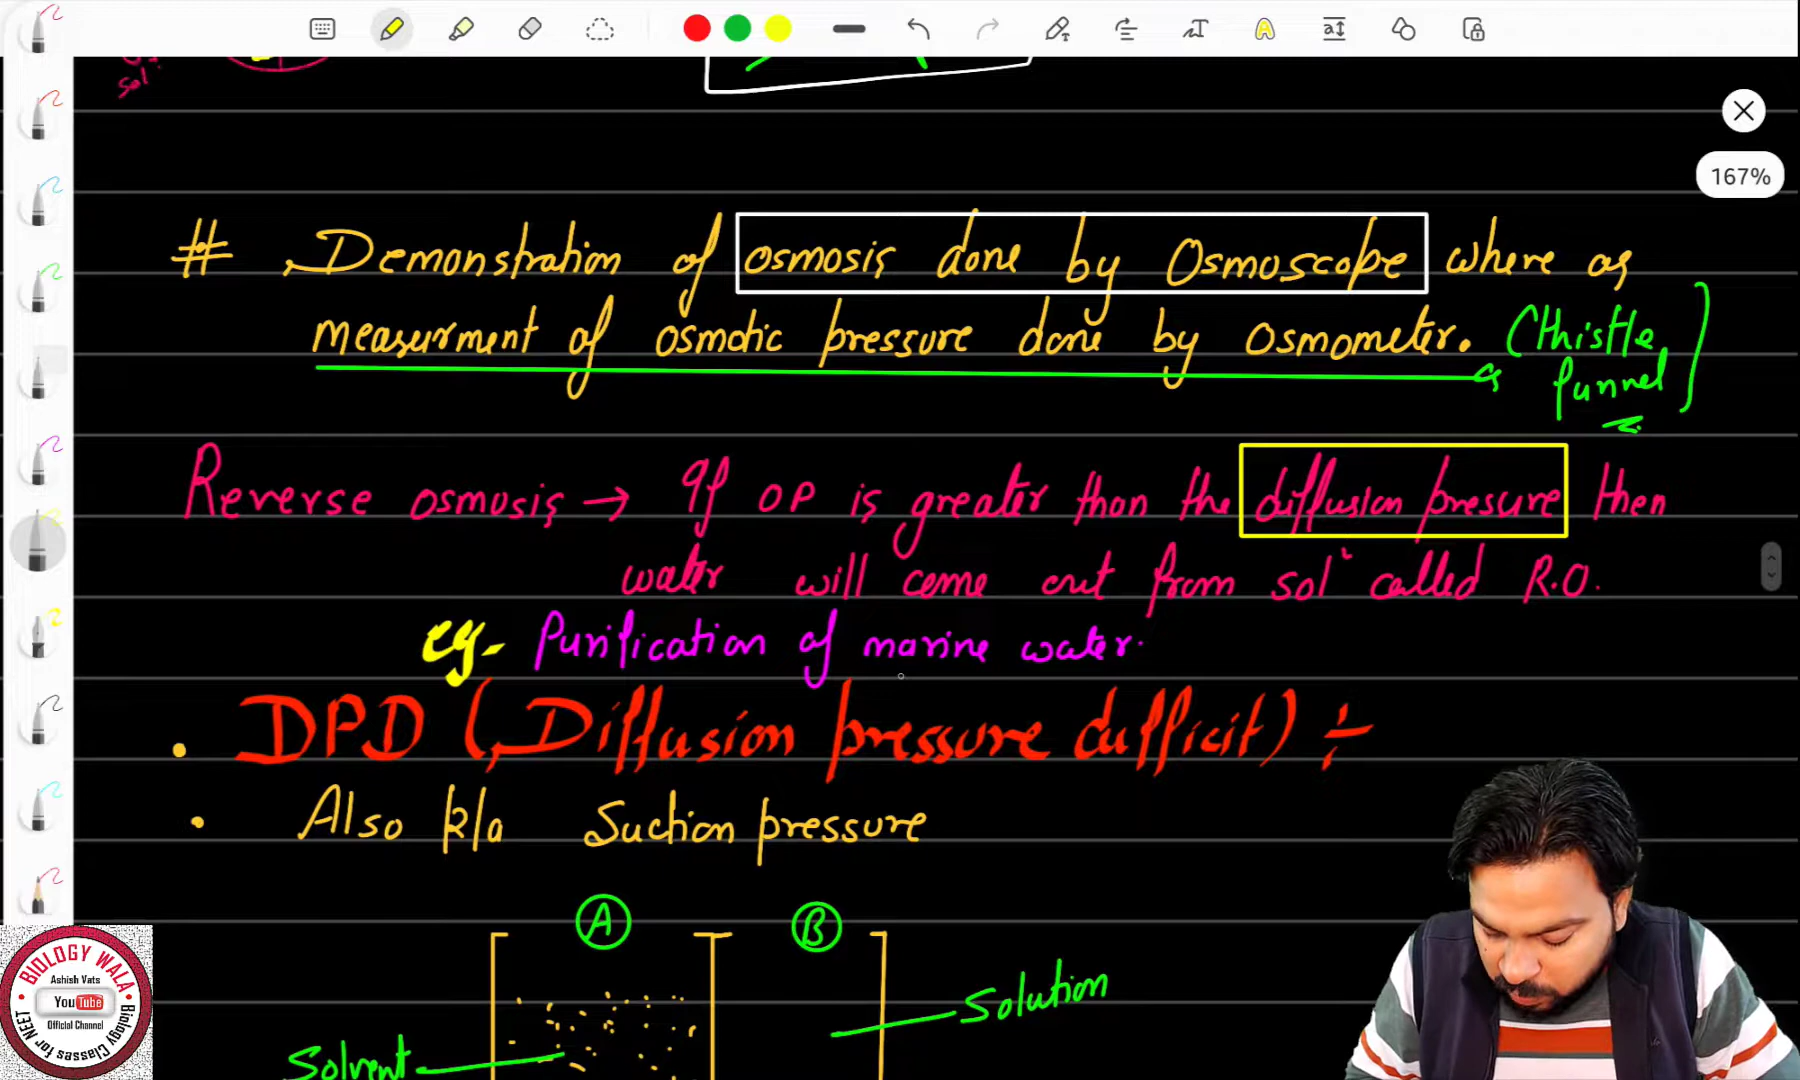 sol.
167%
# Demonstration of osmosis done by Osmoscope where as
measurment of osmotic pressure done by Osmometer. (thistle
funnel)
Reverse osmosis → If OP is greater than the diffusion presure then
water will come out from sol called R.O.
eg. Purification of marine water.
• DPD (Diffusion pressure dufficit) ÷
• Also k/a Suction pressure
A B
Solution
Solvent
BIOLOGY WALA
Ashish Vats
YouTube
Official Channel
Biology Classes for NEET